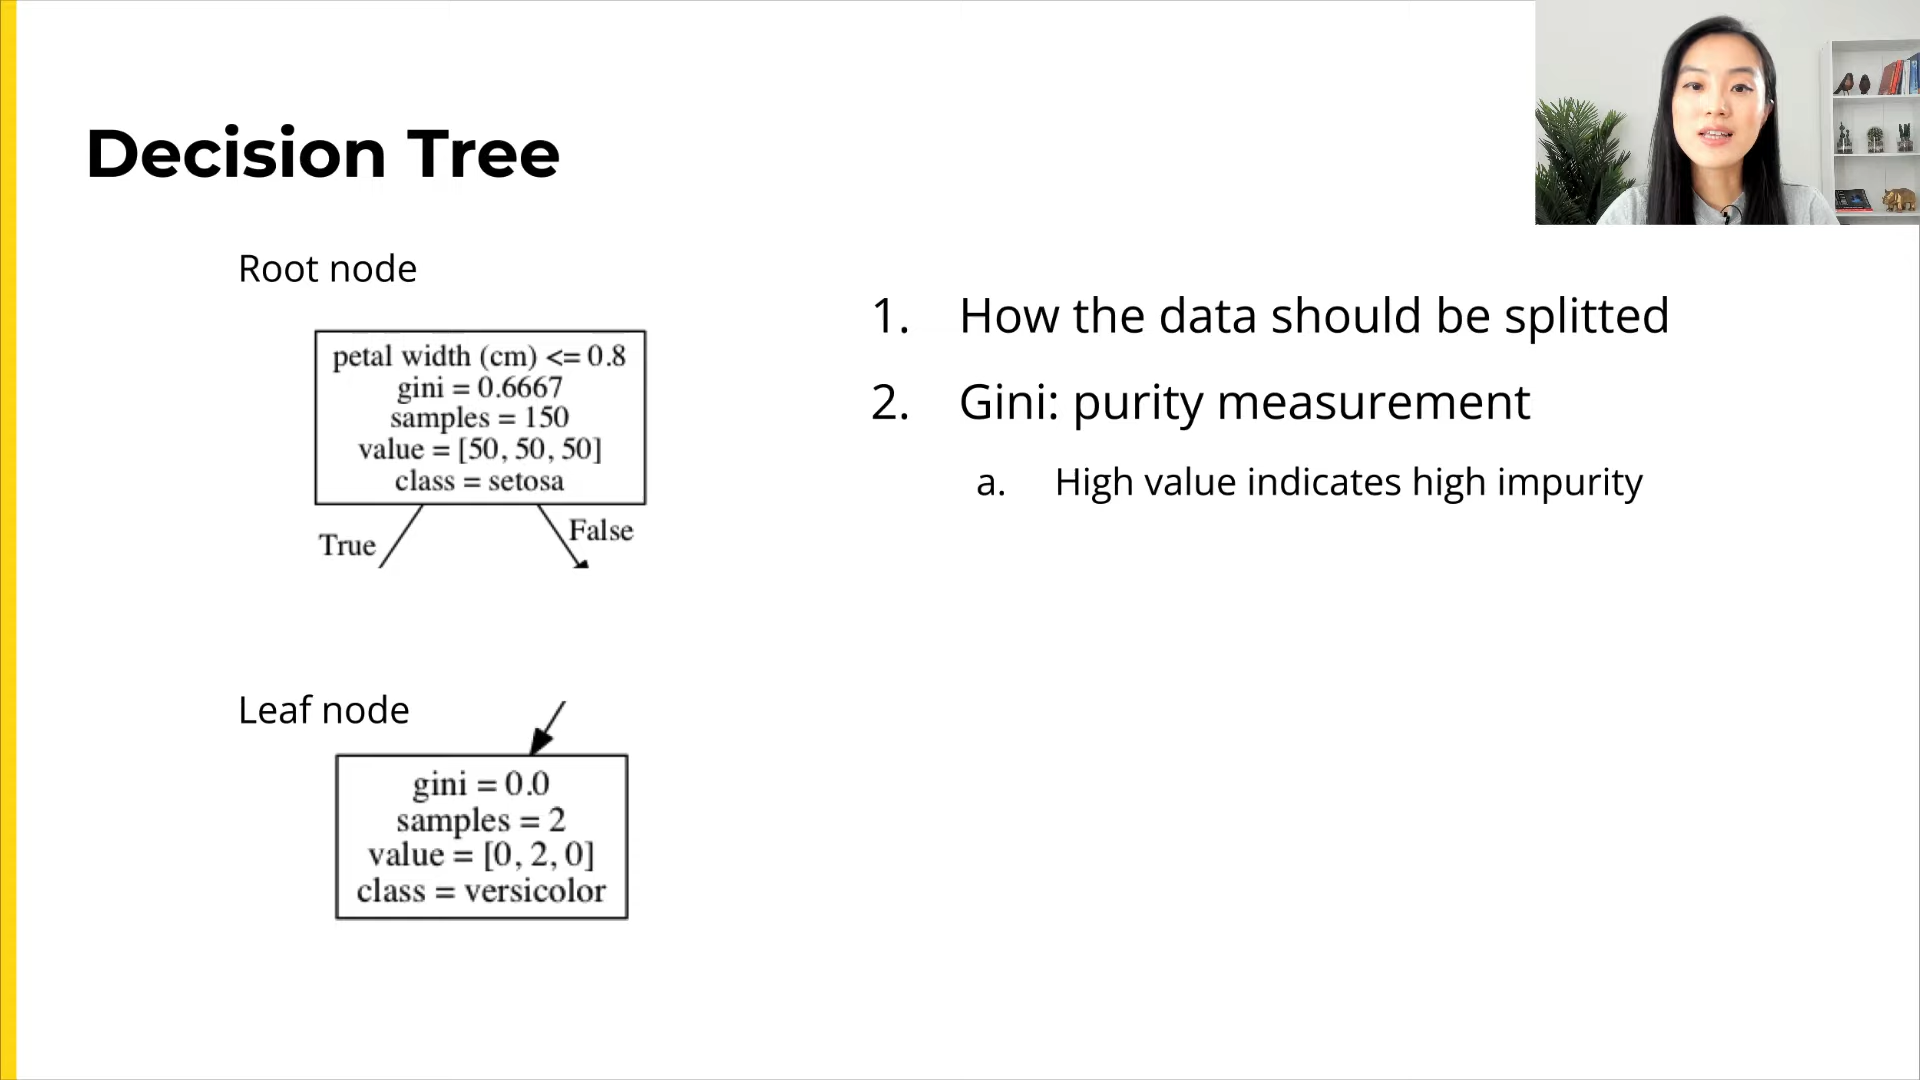 Decision Tree
Root node
petal width (cm) <= 0.8
gini = 0.6667
samples = 150
value = [50, 50, 50]
class = setosa
True
False
Leaf node
gini = 0.0
samples = 2
value = [0, 2, 0]
class = versicolor
1. How the data should be splitted
2. Gini: purity measurement
a. High value indicates high impurity